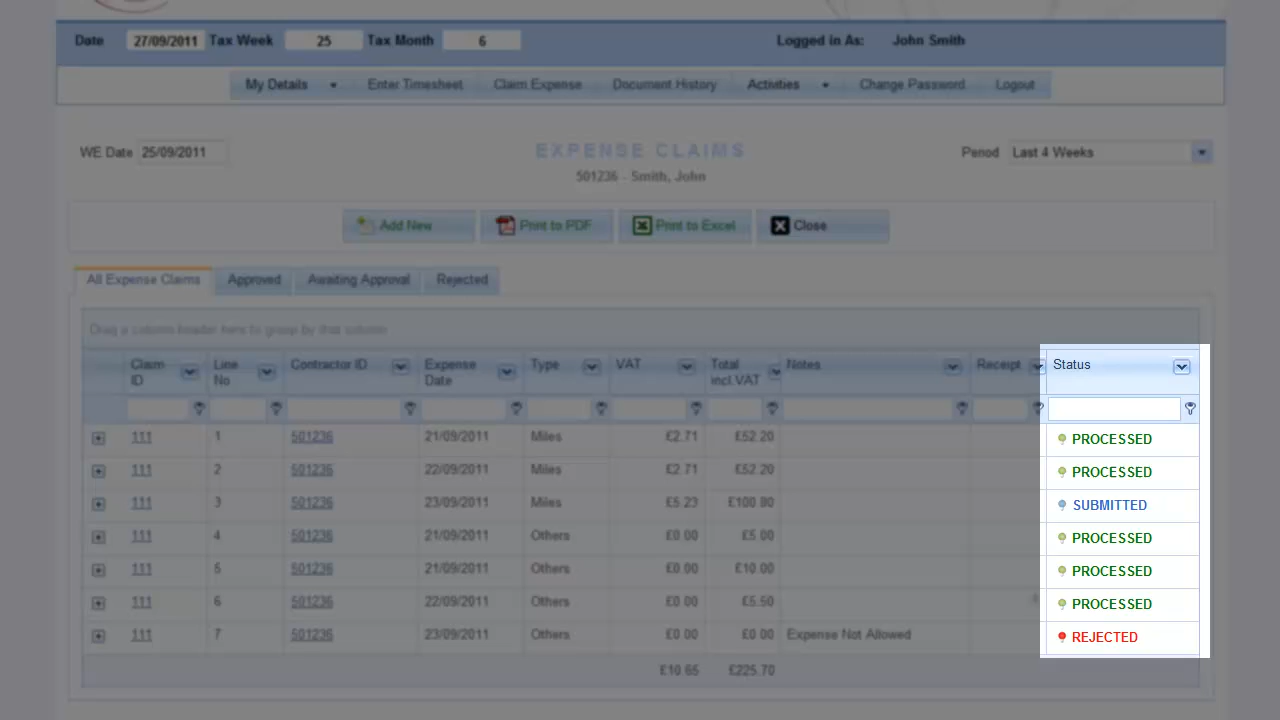 Date 27/09/2011 Tax Week 25 Tax Month 6 Logged in As: John Smith
My Details Enter Timesheet Claim Expense Document History Activities Change Password Logout
WE Date 25/09/2011 EXPENSE CLAIMS Period Last 4 Weeks
501236 - Smith, John
Add New Print to PDF Print to Excel Close
All Expense Claims Approved Awaiting Approval Rejected
Drag a column header here to group by that column
Claim ID Line No Contractor ID Expense Date Type VAT Total incl.VAT Notes Receipt Status
111 1 501236 21/09/2011 Miles £2.71 £52.20 PROCESSED
111 2 501236 22/09/2011 Miles £2.71 £52.20 PROCESSED
111 3 501236 23/09/2011 Miles £5.23 £100.80 SUBMITTED
111 4 501236 21/09/2011 Others £0.00 £5.00 PROCESSED
111 5 501236 21/09/2011 Others £0.00 £10.00 PROCESSED
111 6 501236 22/09/2011 Others £0.00 £5.50 PROCESSED
111 7 501236 23/09/2011 Others £0.00 £0.00 Expense Not Allowed REJECTED
£10.65 £225.70